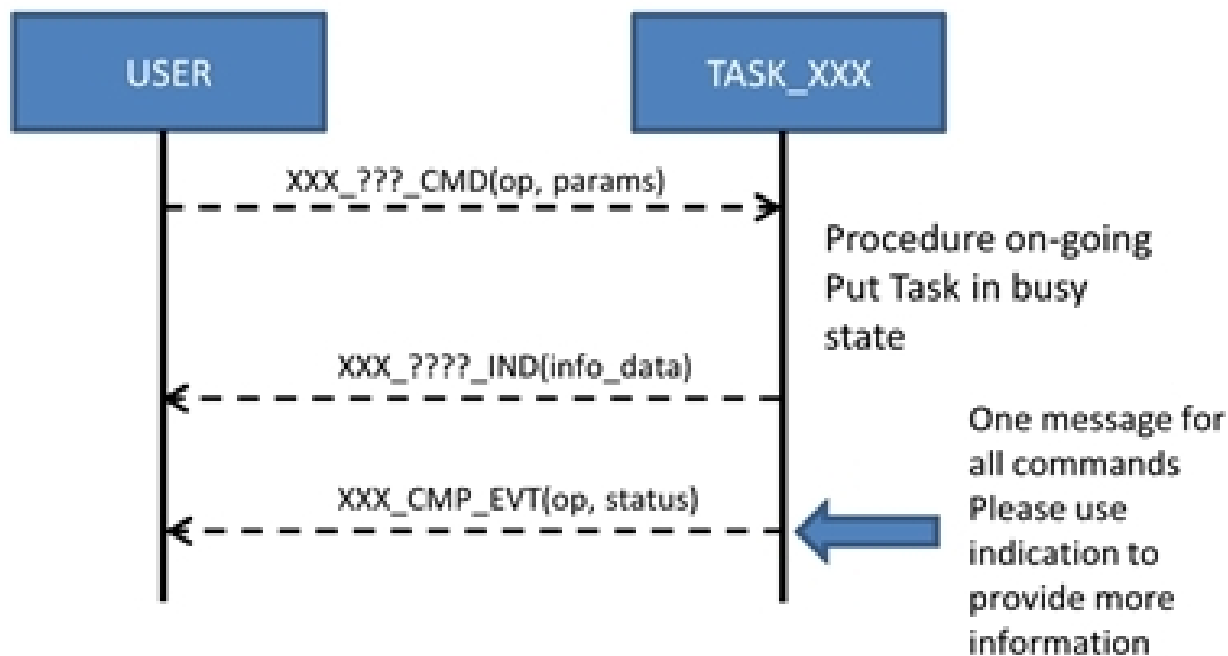 USER
TASK_XXX
XXX_???_CMD(op, params)
Procedure on-going
Put Task in busy
state
XXX_????_IND(info_data)
One message for
all commands
Please use
indication to
provide more
information
XXX_CMP_EVT(op, status)